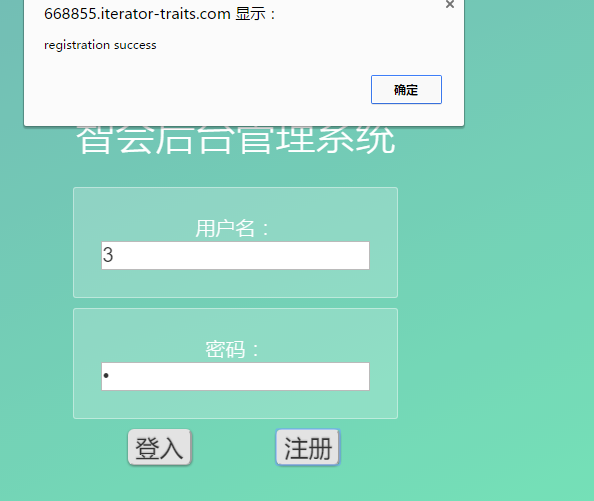 668855.iterator-traits.com 显示：
registration success
确定
智会后台管理系统
用户名：
3
密码：
•
登入
注册